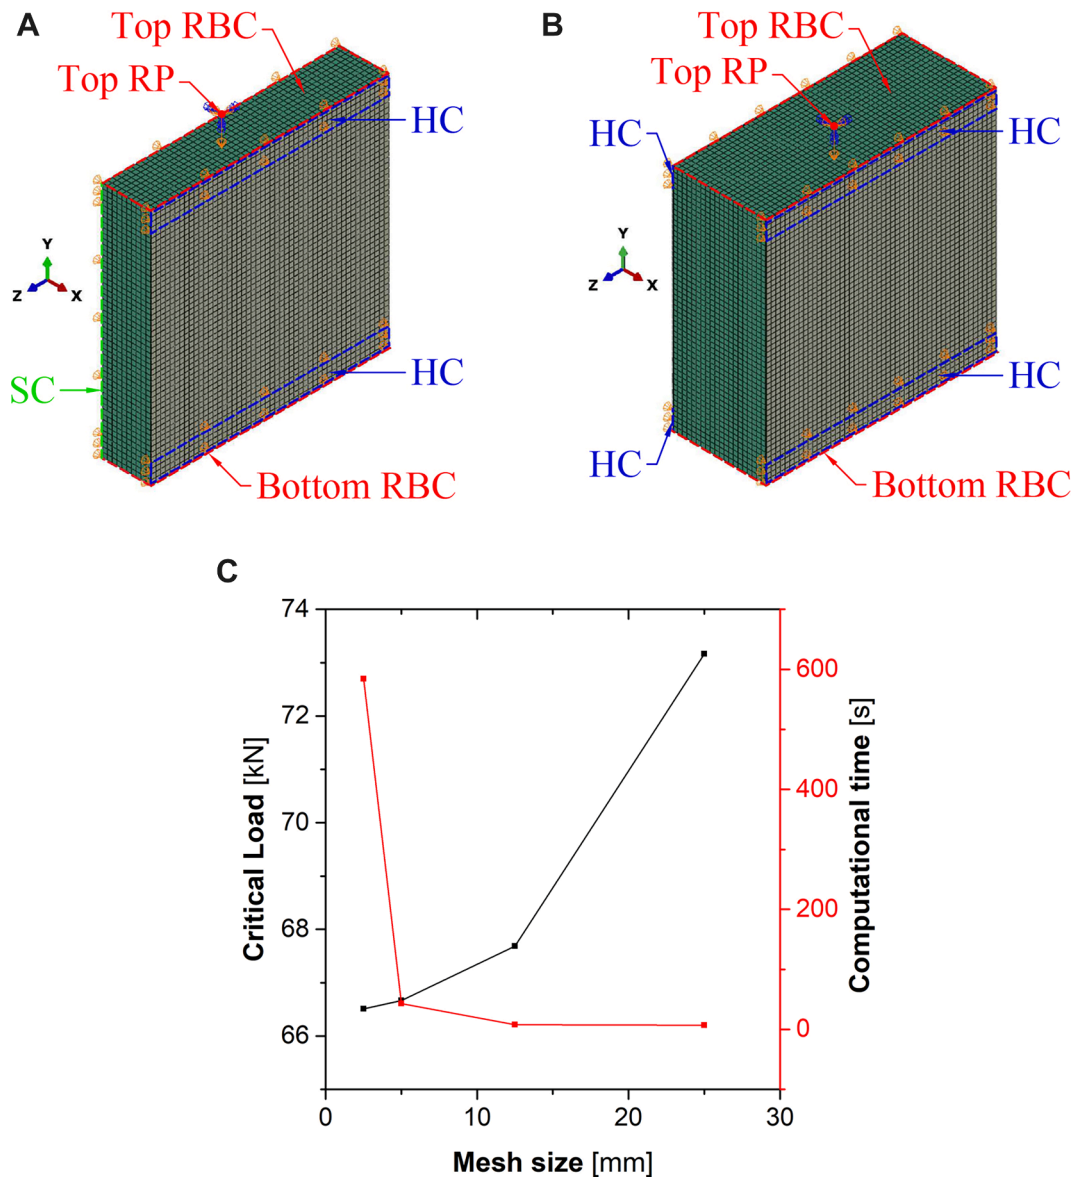 A
Top RBC
Top RP
HC
Y
Z
X
SC
HC
Bottom RBC
B
Top RBC
Top RP
HC
HC
Y
Z
X
HC
HC
Bottom RBC
C
74
72
70
68
66
Critical Load [kN]
600
400
200
0
Computational time [s]
0
10
20
30
Mesh size [mm]